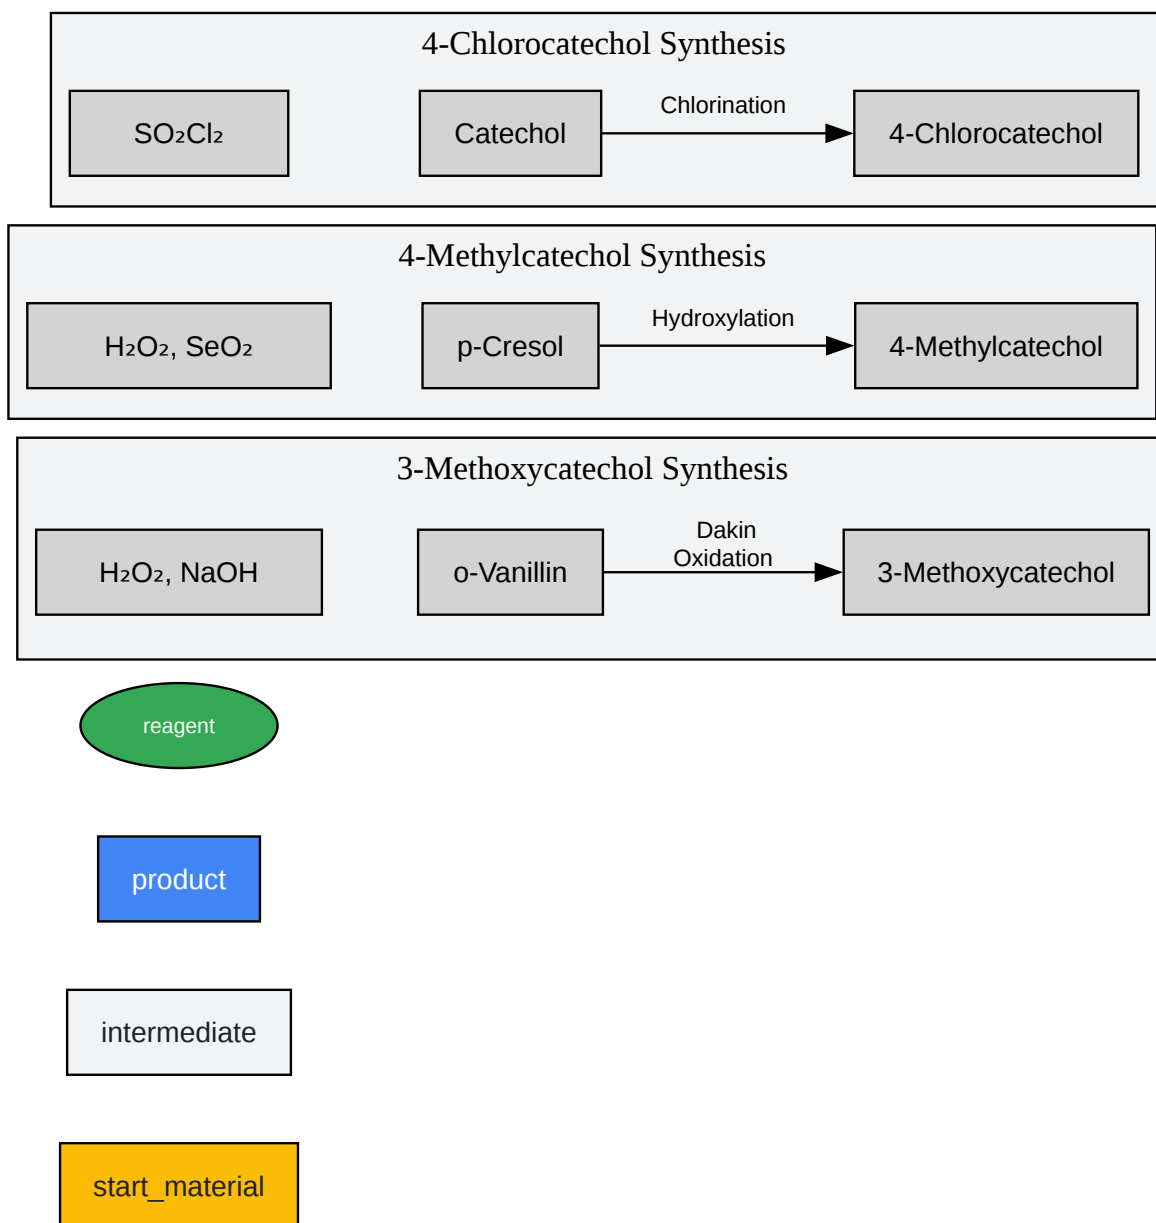 4-Chlorocatechol Synthesis
SO₂Cl₂
Catechol
Chlorination
4-Chlorocatechol
4-Methylcatechol Synthesis
H₂O₂, SeO₂
p-Cresol
Hydroxylation
4-Methylcatechol
3-Methoxycatechol Synthesis
H₂O₂, NaOH
o-Vanillin
Dakin
Oxidation
3-Methoxycatechol
reagent
product
intermediate
start_material